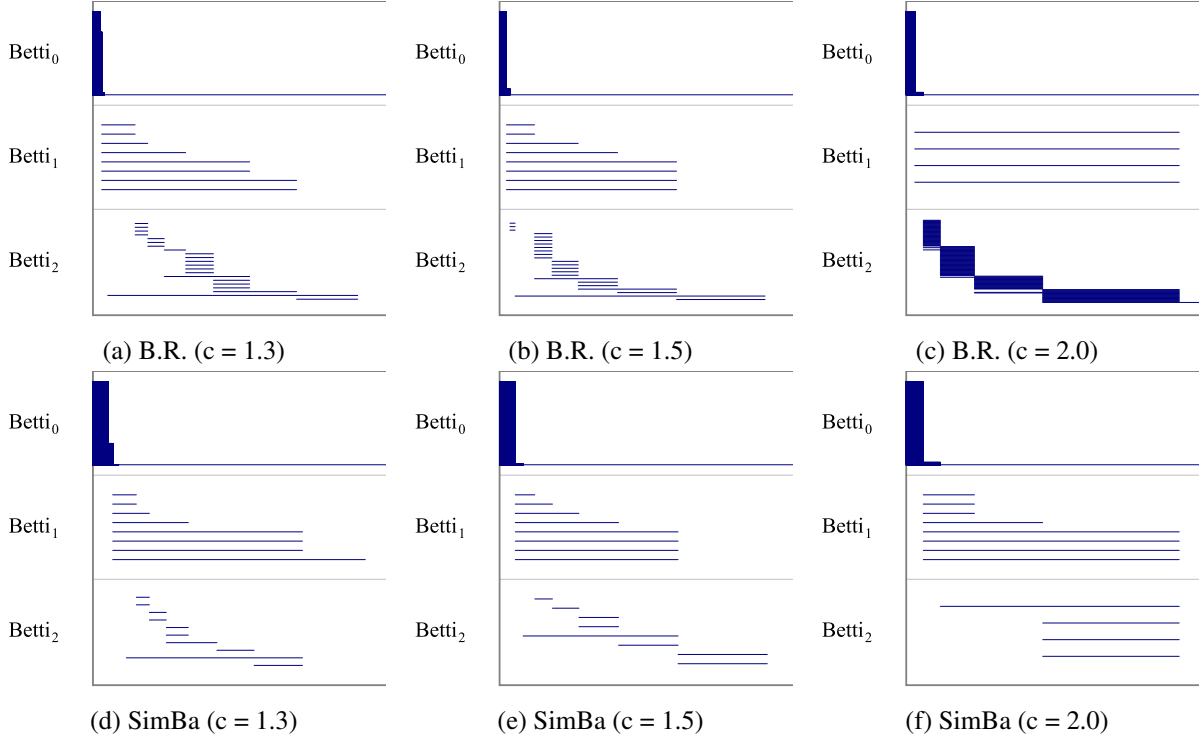 Betti₀ Betti₀ Betti₀
Betti₁ Betti₁ Betti₁
Betti₂ Betti₂ Betti₂
(a) B.R. (c = 1.3) (b) B.R. (c = 1.5) (c) B.R. (c = 2.0)
Betti₀ Betti₀ Betti₀
Betti₁ Betti₁ Betti₁
Betti₂ Betti₂ Betti₂
(d) SimBa (c = 1.3) (e) SimBa (c = 1.5) (f) SimBa (c = 2.0)